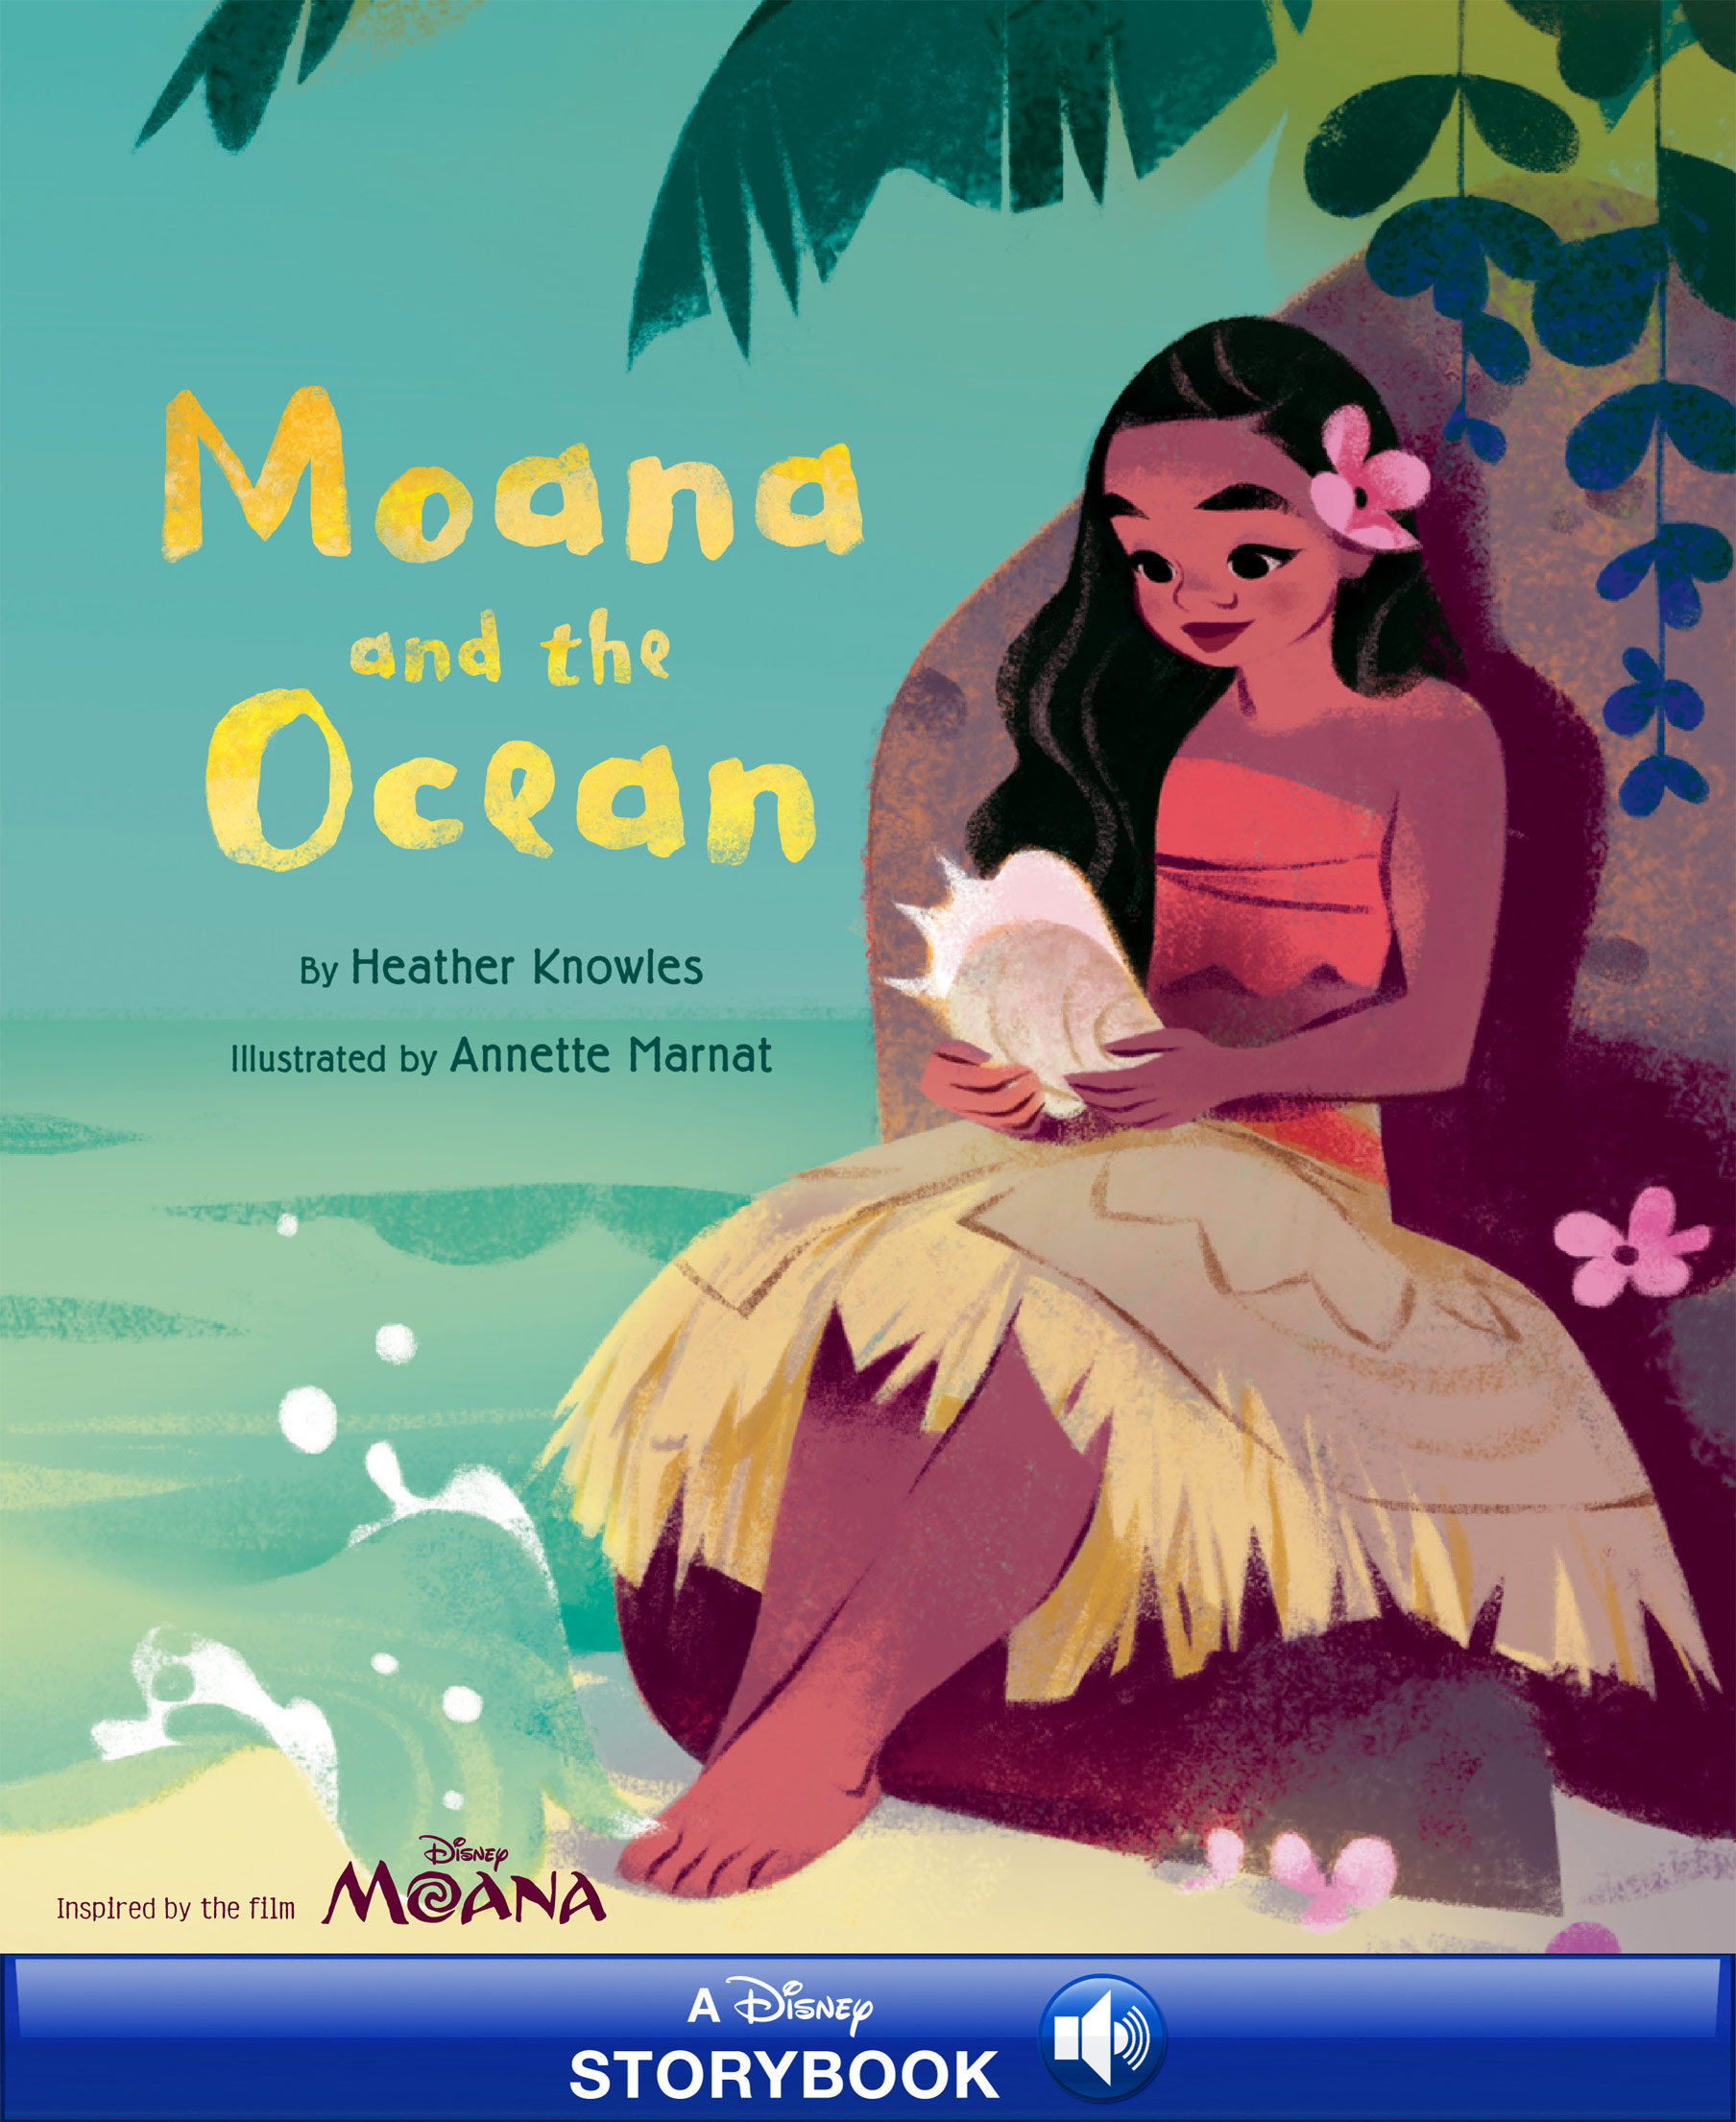 Moana
and the
Ocean
By Heather Knowles
Illustrated by Annette Marnat
Inspired by the film
Disney
MOANA
A Disney
STORYBOOK